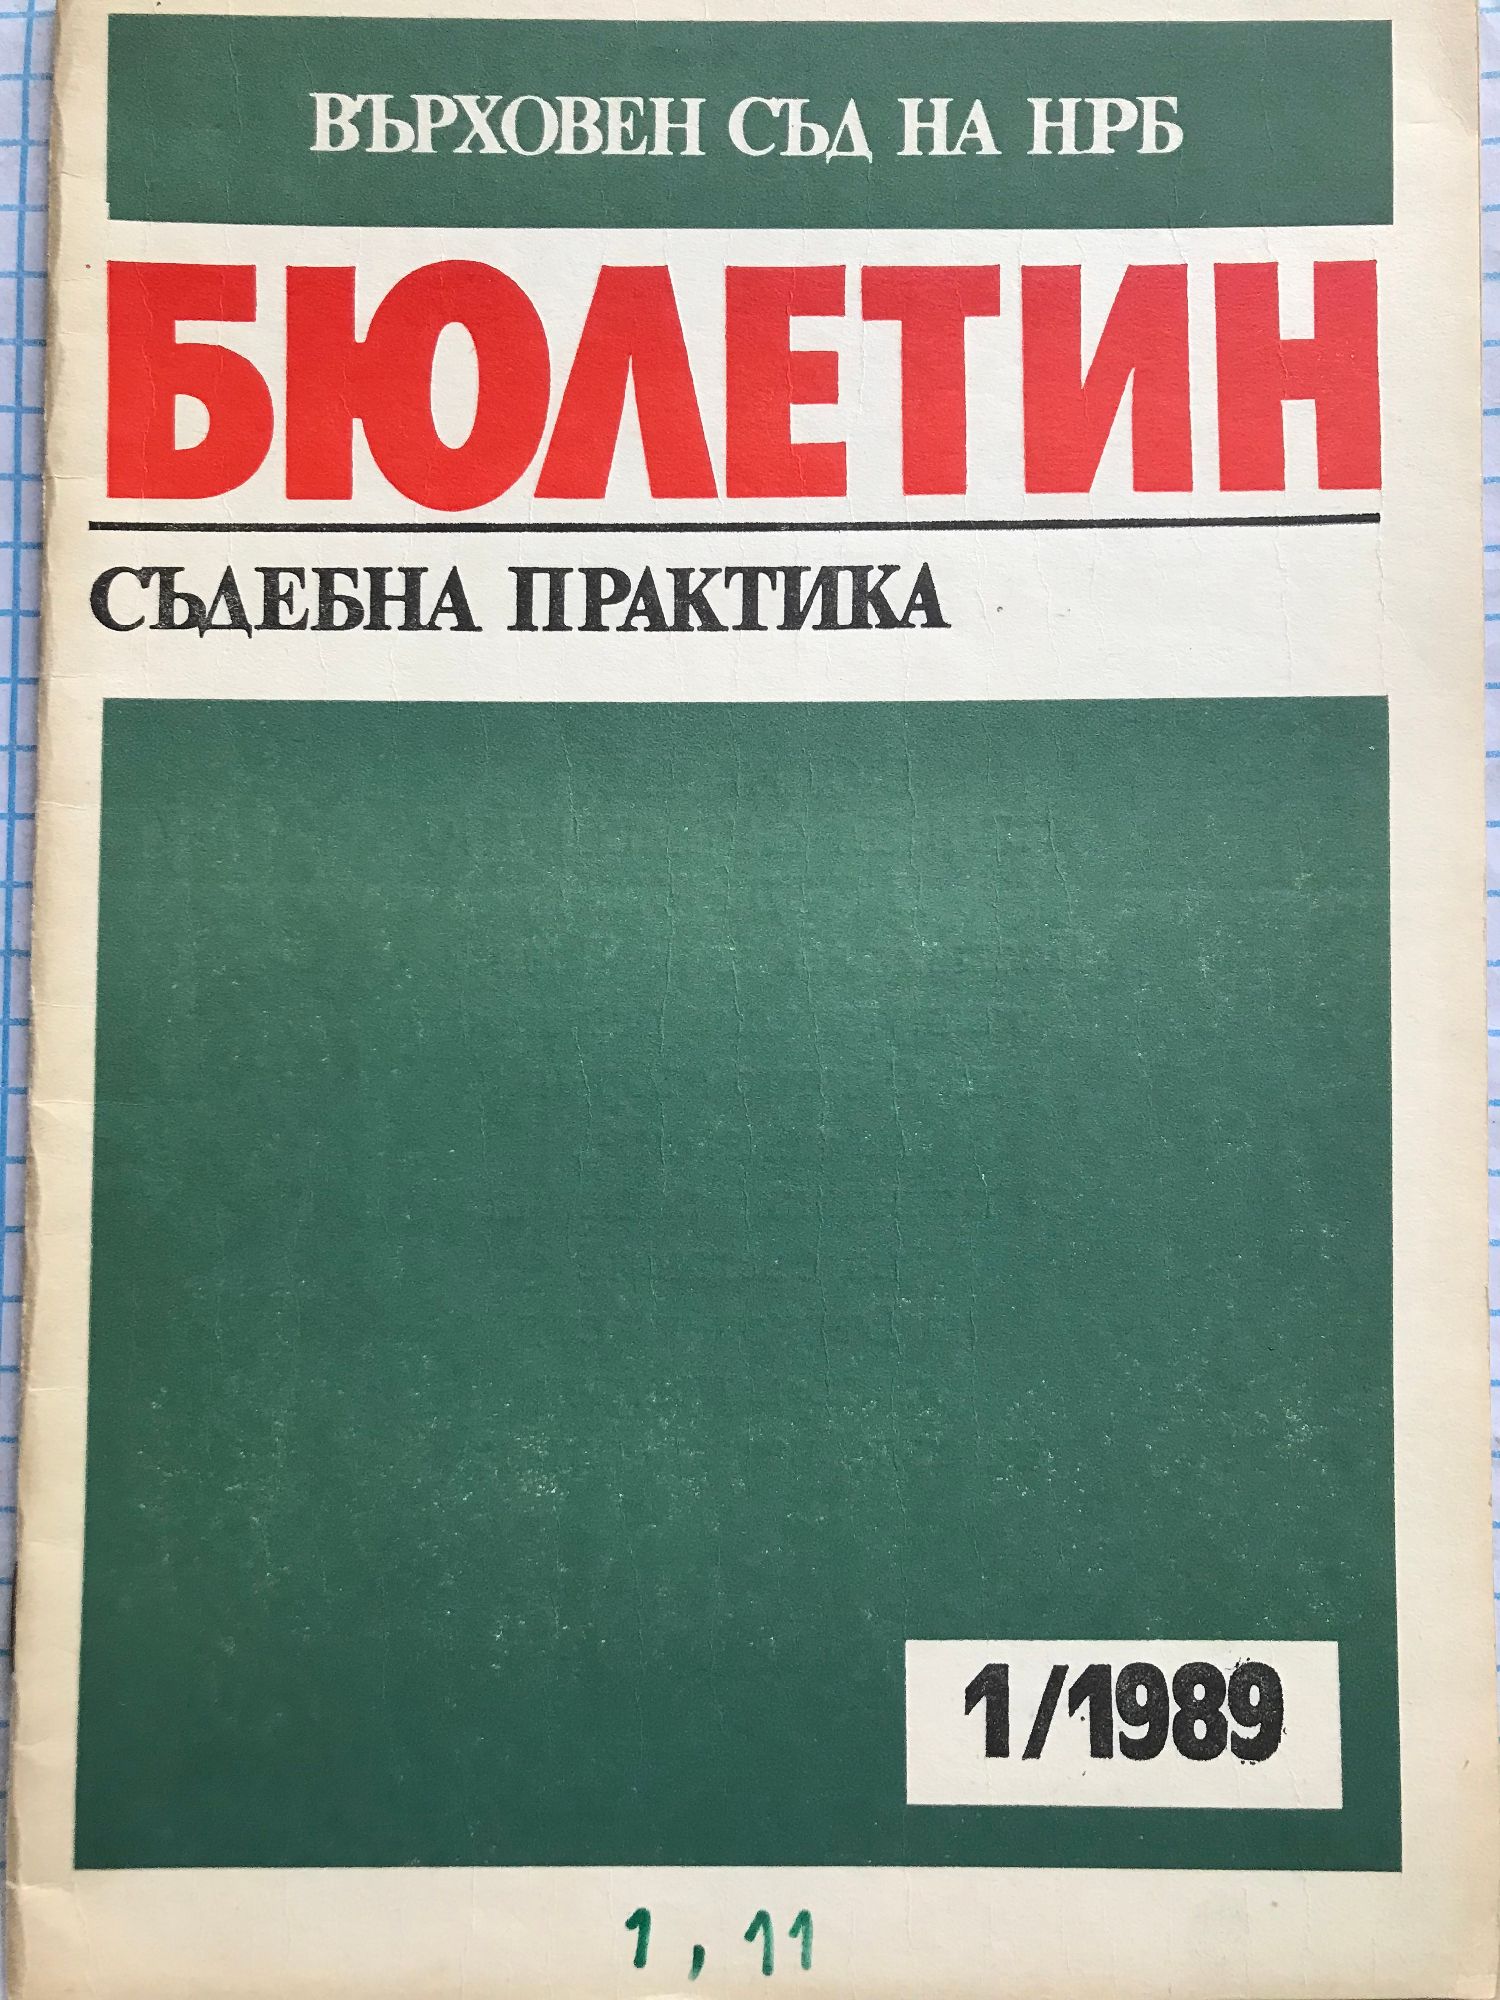 ВЪРХОВЕН СЪД НА НРБ
БЮЛЕТИН
СЪДЕБНА ПРАКТИКА
1/1989
1, 11